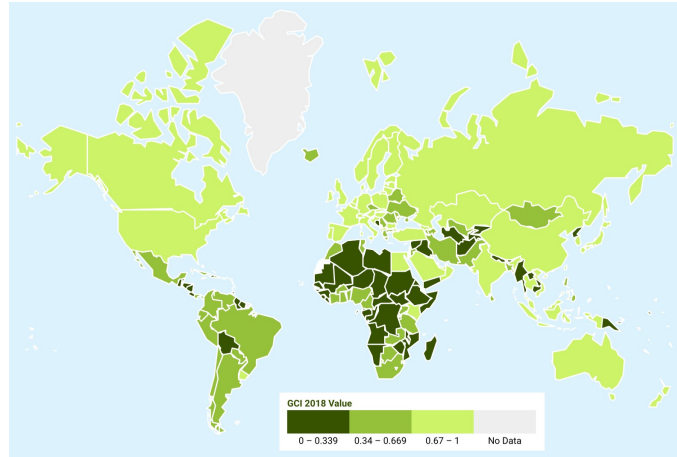 GCI 2018 Value
0 – 0.339 0.34 – 0.669 0.67 – 1 No Data